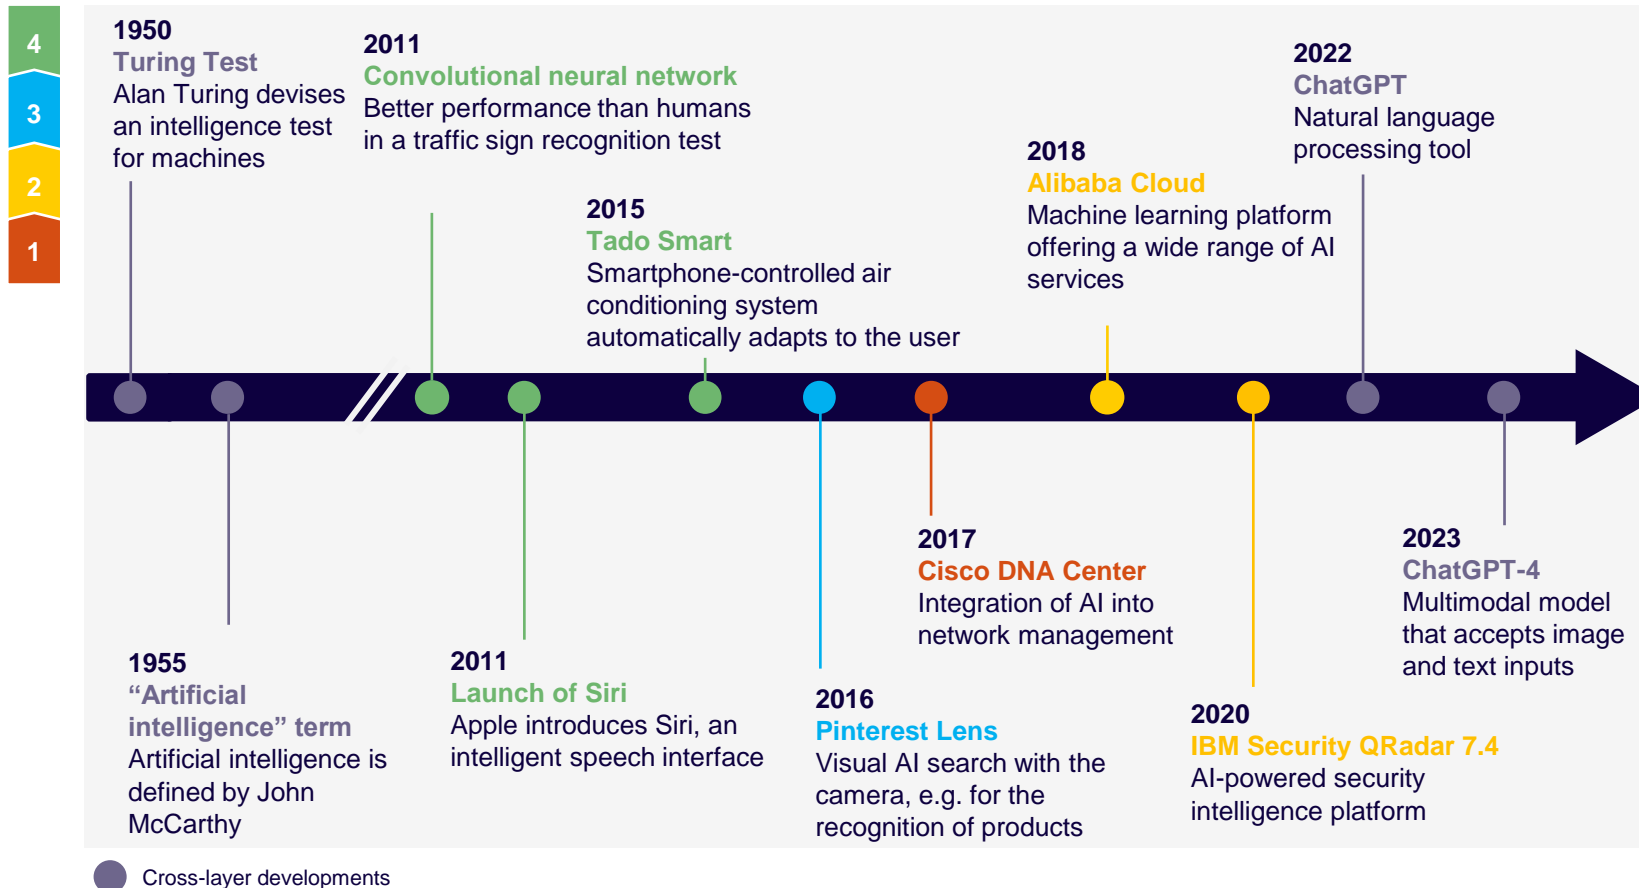 4
3
2
1
1950
Turing Test
Alan Turing devises
an intelligence test
for machines
2011
Convolutional neural network
Better performance than humans
in a traffic sign recognition test
2015
Tado Smart
Smartphone-controlled air
conditioning system
automatically adapts to the user
2018
Alibaba Cloud
Machine learning platform
offering a wide range of AI
services
2022
ChatGPT
Natural language
processing tool
1955
“Artificial
intelligence” term
Artificial intelligence is
defined by John
McCarthy
2011
Launch of Siri
Apple introduces Siri, an
intelligent speech interface
2016
Pinterest Lens
Visual AI search with the
camera, e.g. for the
recognition of products
2017
Cisco DNA Center
Integration of AI into
network management
2020
IBM Security QRadar 7.4
AI-powered security
intelligence platform
2023
ChatGPT-4
Multimodal model
that accepts image
and text inputs
Cross-layer developments